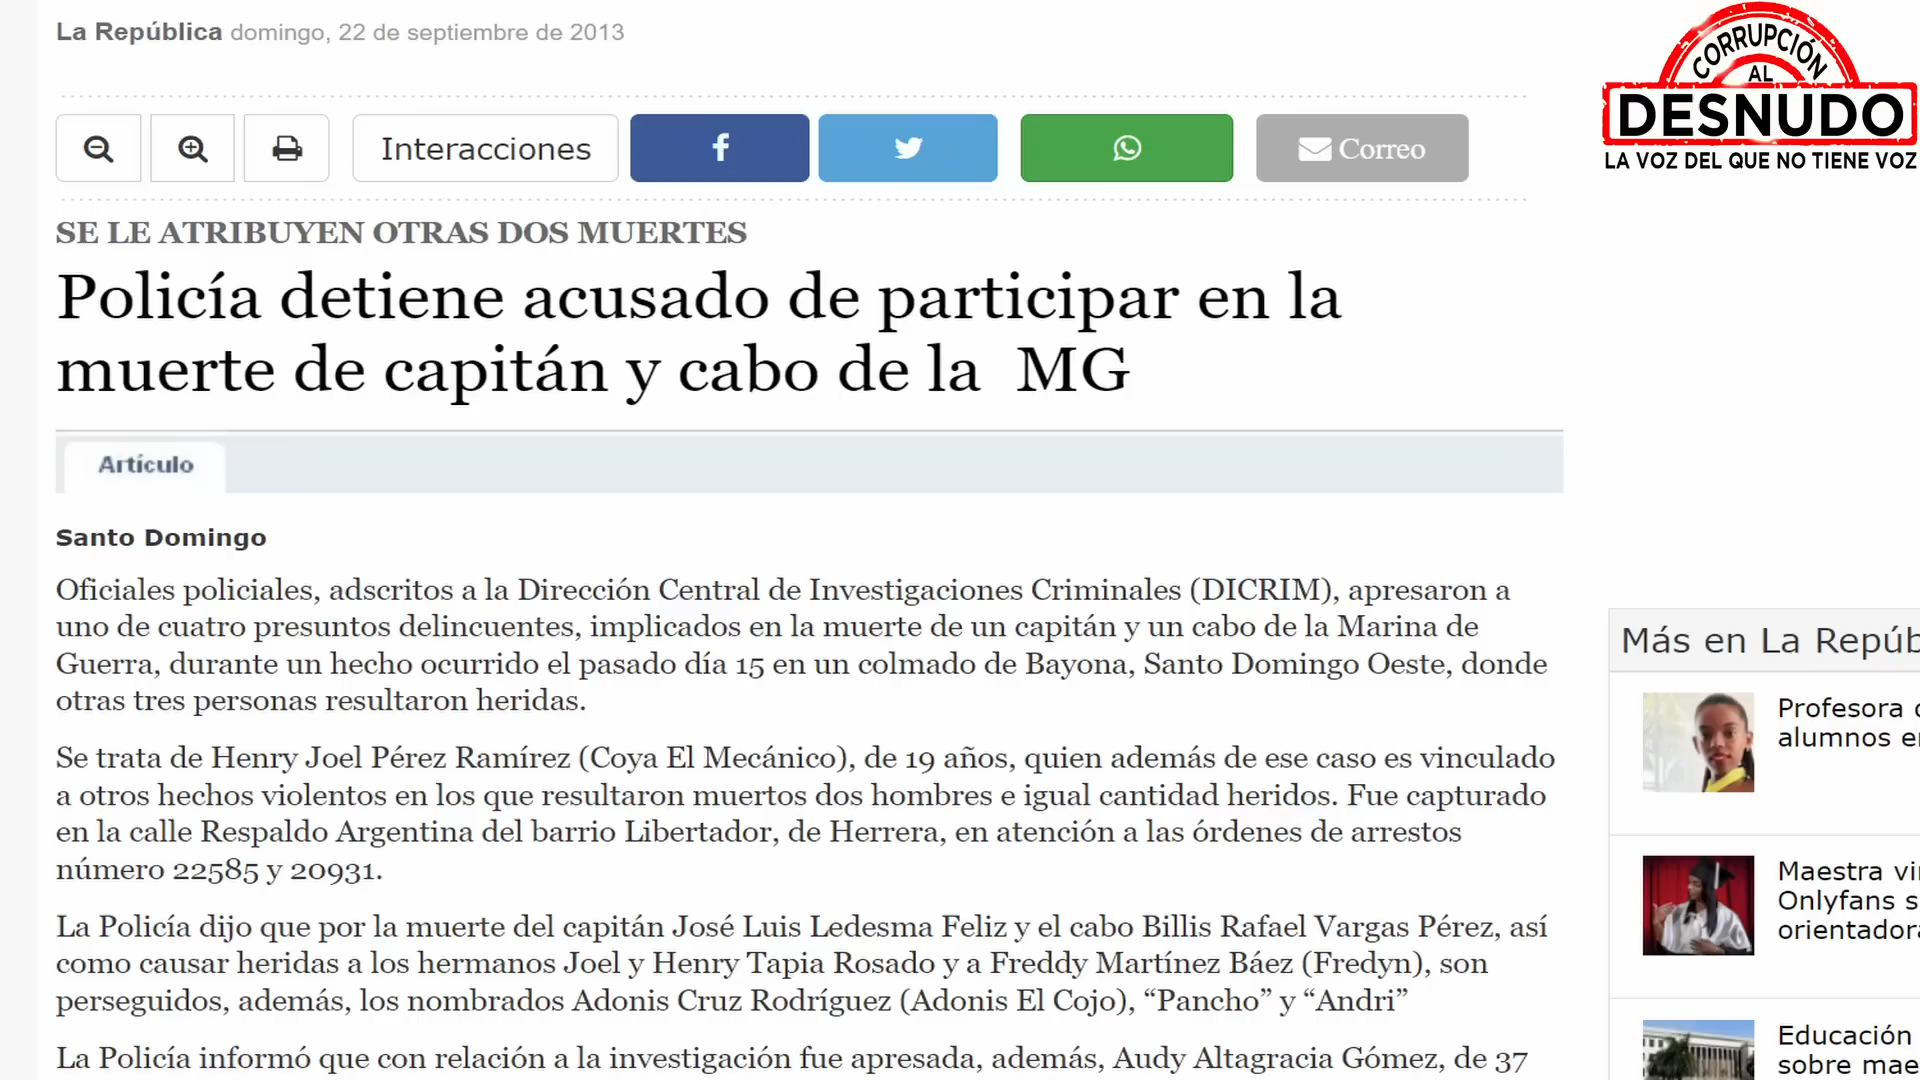 La República domingo, 22 de septiembre de 2013
CORRUPCIÓN
AL
DESNUDO
LA VOZ DEL QUE NO TIENE VOZ
Interacciones
Correo
SE LE ATRIBUYEN OTRAS DOS MUERTES
Policía detiene acusado de participar en la
muerte de capitán y cabo de la MG
Artículo
Santo Domingo
Oficiales policiales, adscritos a la Dirección Central de Investigaciones Criminales (DICRIM), apresaron a
uno de cuatro presuntos delincuentes, implicados en la muerte de un capitán y un cabo de la Marina de
Guerra, durante un hecho ocurrido el pasado día 15 en un colmado de Bayona, Santo Domingo Oeste, donde
otras tres personas resultaron heridas.
Se trata de Henry Joel Pérez Ramírez (Coya El Mecánico), de 19 años, quien además de ese caso es vinculado
a otros hechos violentos en los que resultaron muertos dos hombres e igual cantidad heridos. Fue capturado
en la calle Respaldo Argentina del barrio Libertador, de Herrera, en atención a las órdenes de arrestos
número 22585 y 20931.
La Policía dijo que por la muerte del capitán José Luis Ledesma Feliz y el cabo Billis Rafael Vargas Pérez, así
como causar heridas a los hermanos Joel y Henry Tapia Rosado y a Freddy Martínez Báez (Fredyn), son
perseguidos, además, los nombrados Adonis Cruz Rodríguez (Adonis El Cojo), “Pancho” y “Andri”
La Policía informó que con relación a la investigación fue apresada, además, Audy Altagracia Gómez, de 37
Más en La Repúb
Profesora
alumnos
Maestra
Onlyfans
orientadora
Educación
sobre